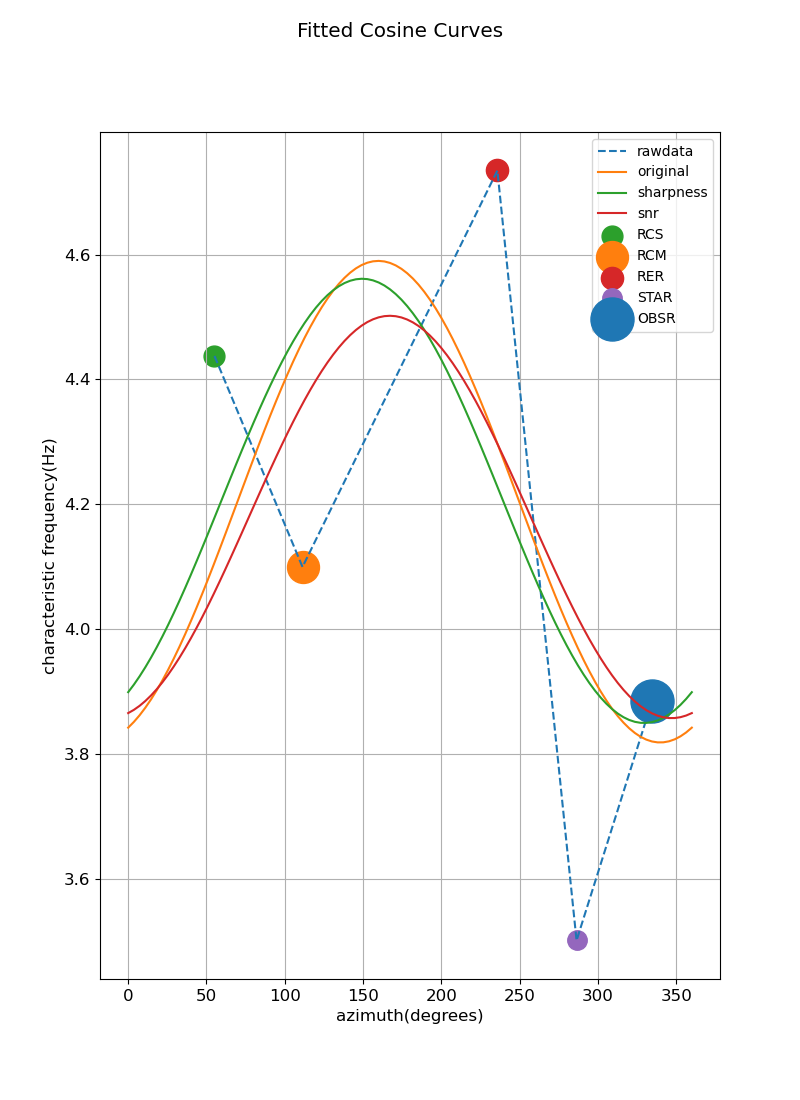 Fitted Cosine Curves
rawdata
original
sharpness
snr
RCS
RCM
RER
STAR
OBSR
4.6
4.4
4.2
4.0
3.8
3.6
characteristic frequency(Hz)
0 50 100 150 200 250 300 350
azimuth(degrees)